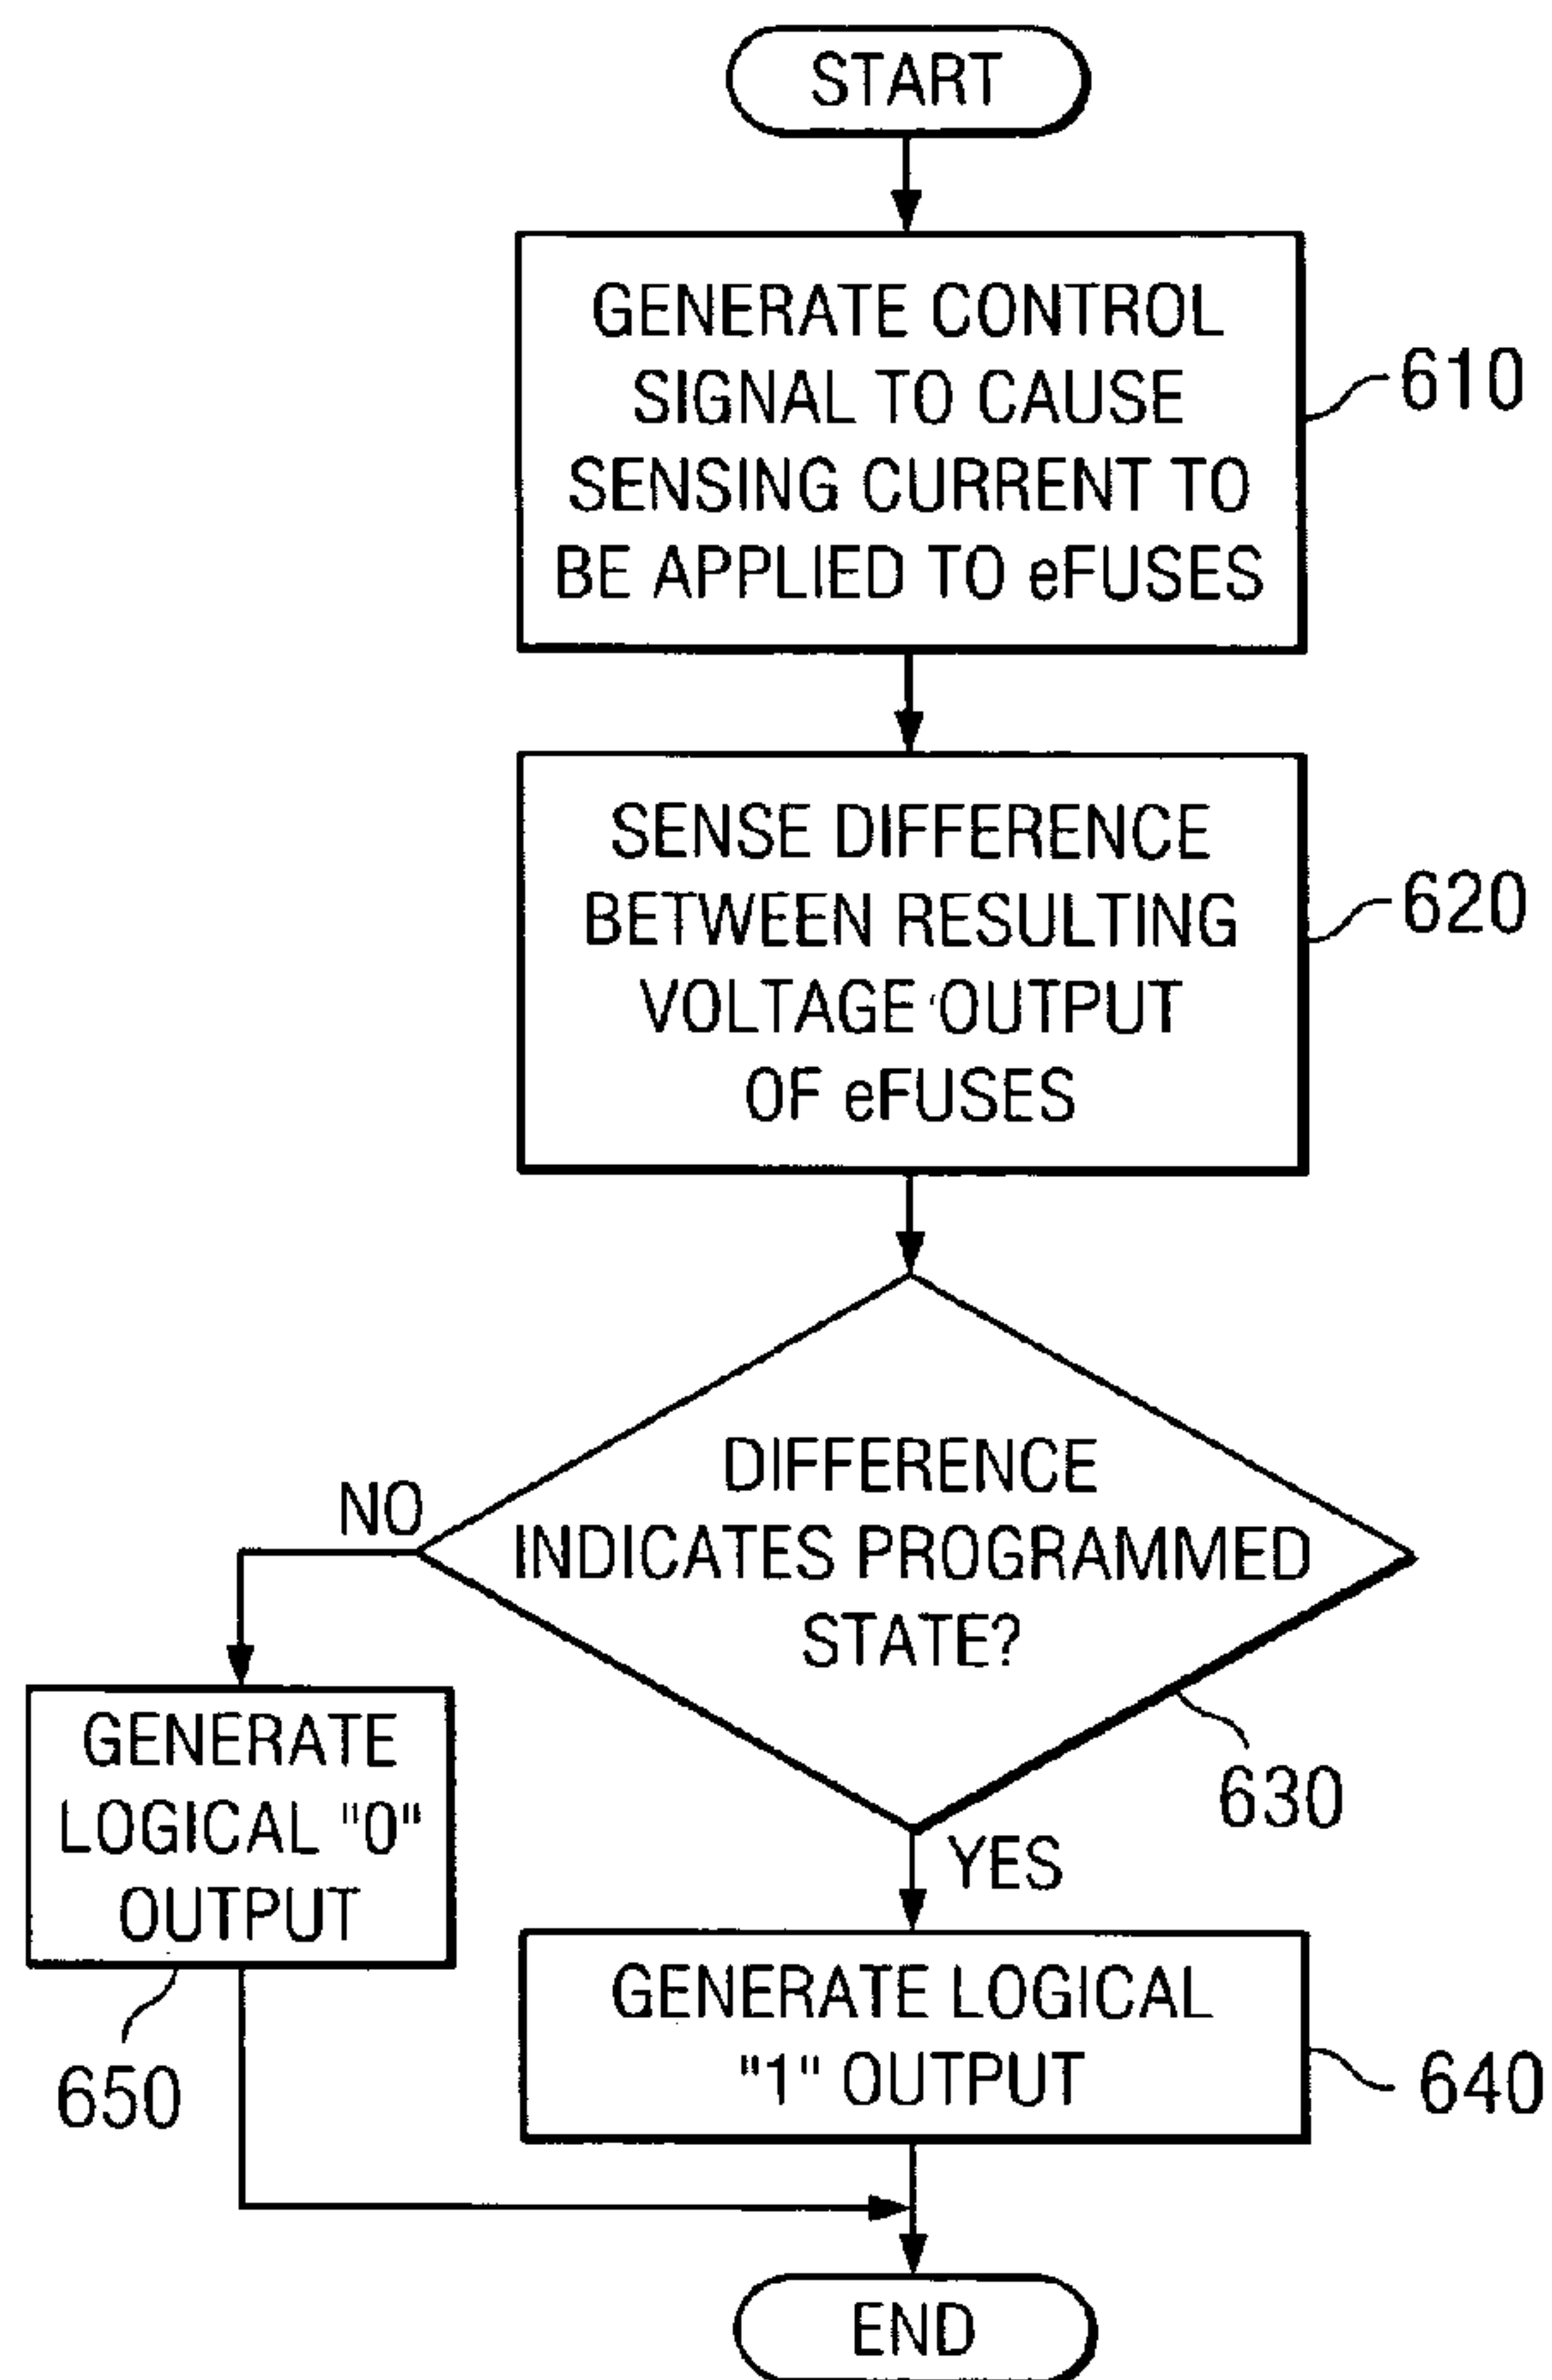 START
GENERATE CONTROL
SIGNAL TO CAUSE
SENSING CURRENT TO
BE APPLIED TO eFUSES
610
SENSE DIFFERENCE
BETWEEN RESULTING
VOLTAGE OUTPUT
OF eFUSES
620
DIFFERENCE
INDICATES PROGRAMMED
STATE?
630
NO
GENERATE
LOGICAL "0"
OUTPUT
650
YES
GENERATE LOGICAL
"1" OUTPUT
640
END